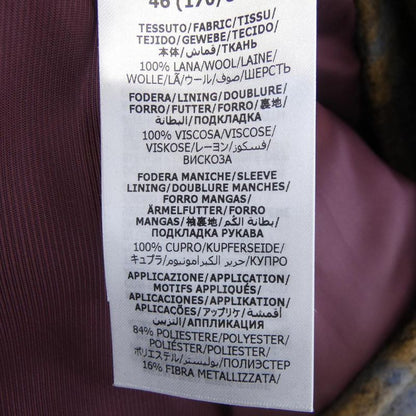 46 (170/
TESSUTO/FABRIC/TISSU/
TEJIDO/GEWEBE/TECIDO/
本体/قماش/ТКАНЬ
100% LANA/WOOL/LAINE/
WOLLE/LÃ/ウール/صوف/ШЕРСТЬ
FODERA/LINING/DOUBLURE/
FORRO/FUTTER/FORRO/裏地/
البطانة/ПОДКЛАДКА
100% VISCOSA/VISCOSE/
VISKOSE/レーヨン/فسكوز/
ВИСКОЗА
FODERA MANICHE/SLEEVE
LINING/DOUBLURE MANCHES/
FORRO MANGAS/
ÄRMELFUTTER/FORRO
MANGAS/袖裏地/بطانة الكم/
ПОДКЛАДКА РУКАВА
100% CUPRO/KUPFERSEIDE/
キュプラ/حرير الكبرامونيوم/КУПРО
APPLICAZIONE/APPLICATION/
MOTIFS APPLIQUÉS/
APLICACIONES/APPLIKATION/
APLICAÇÕES/アップリケ/أقمشة
التزيين/АППЛИКАЦИЯ
84% POLIESTERE/POLYESTER/
POLIÉSTER/POLYESTER/
POLIÉSTER/
ポリエステル/بوليستر/ПОЛИЭСТЕР
16% FIBRA METALLIZZATA/